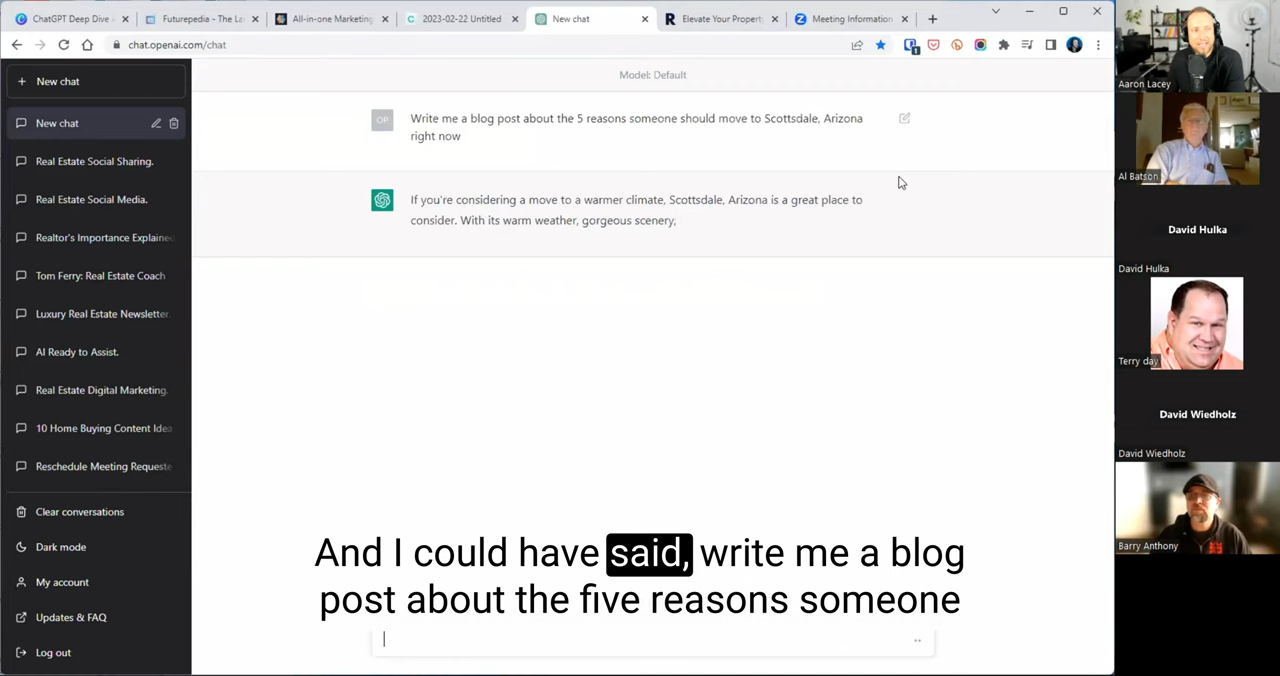 ChatGPT Deep Dive
Futurepedia - The La
All-in-one Marketing
2023-02-22 Untitled
New chat
Elevate Your Property
Meeting Information
chat.openai.com/chat
1
New chat
New chat
Real Estate Social Sharing.
Real Estate Social Media.
Realtor's Importance Explained
Tom Ferry: Real Estate Coach
Luxury Real Estate Newsletter.
AI Ready to Assist.
Real Estate Digital Marketing.
10 Home Buying Content Idea
Reschedule Meeting Requeste
Clear conversations
Dark mode
My account
Updates & FAQ
Log out
Model: Default
OP
Write me a blog post about the 5 reasons someone should move to Scottsdale, Arizona
right now
If you're considering a move to a warmer climate, Scottsdale, Arizona is a great place to
consider. With its warm weather, gorgeous scenery,
And I could have said, write me a blog
post about the five reasons someone
Aaron Lacey
Al Batson
David Hulka
David Hulka
Terry day
David Wiedholz
David Wiedholz
Barry Anthony